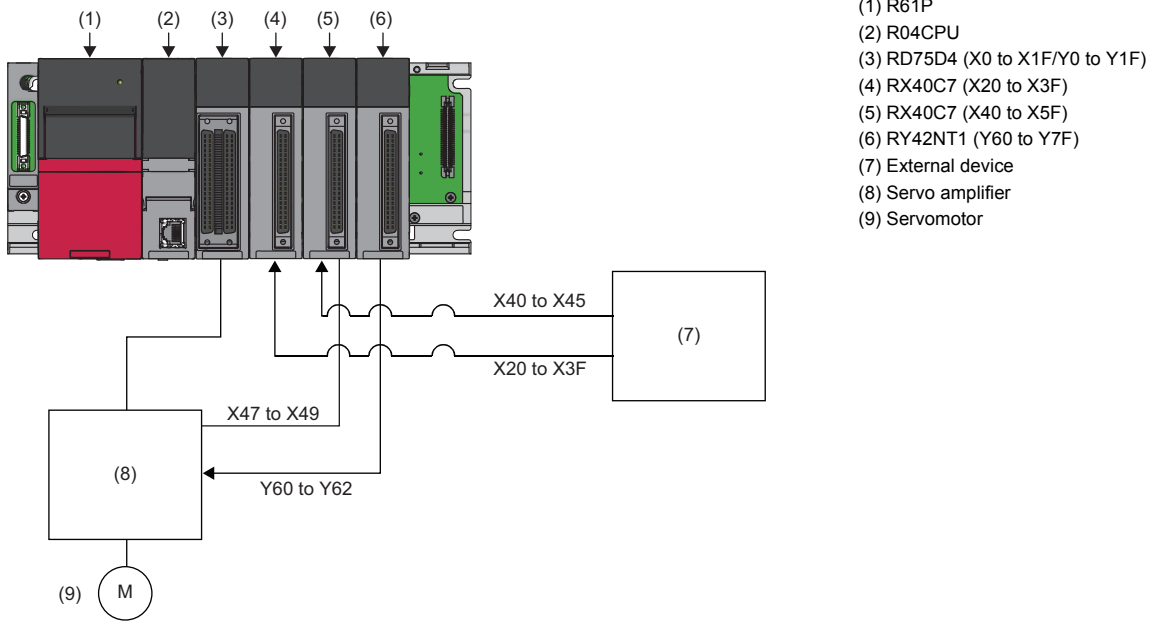 (1) (2) (3) (4) (5) (6)
X40 to X45
(7)
X20 to X3F
X47 to X49
(8)
Y60 to Y62
(9) M
(1) R61P
(2) R04CPU
(3) RD75D4 (X0 to X1F/Y0 to Y1F)
(4) RX40C7 (X20 to X3F)
(5) RX40C7 (X40 to X5F)
(6) RY42NT1 (Y60 to Y7F)
(7) External device
(8) Servo amplifier
(9) Servomotor